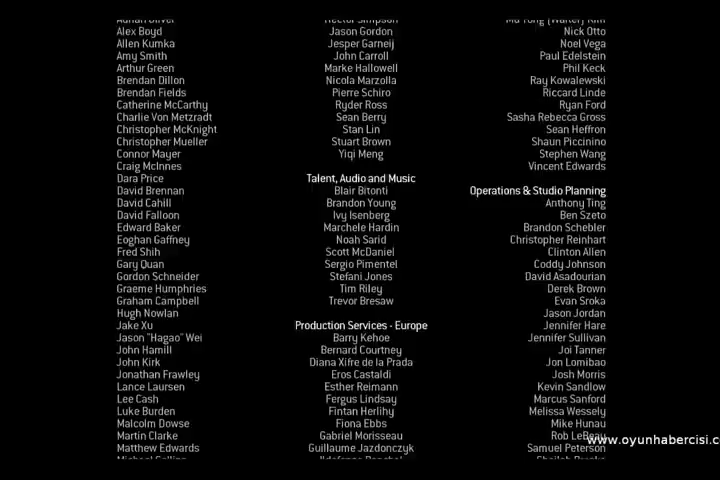 Adrian Oliver
Alex Boyd
Allen Kumka
Amy Smith
Arthur Green
Brendan Dillon
Brendan Fields
Catherine McCarthy
Charlie Von Metzradt
Christopher McKnight
Christopher Mueller
Connor Mayer
Craig McInnes
Dara Price
David Brennan
David Cahill
David Falloon
Edward Baker
Eoghan Gaffney
Fred Shih
Gary Quan
Gordon Schneider
Graeme Humphries
Graham Campbell
Hugh Nowlan
Jake Xu
Jason "Hagao" Wei
John Hamill
John Kirk
Jonathan Frawley
Lance Laursen
Lee Cash
Luke Burden
Malcolm Dowse
Martin Clarke
Matthew Edwards
Hector Simpson
Jason Gordon
Jesper Garneij
John Carroll
Marke Hallowell
Nicola Marzolla
Pierre Schiro
Ryder Ross
Sean Berry
Stan Lin
Stuart Brown
Yiqi Meng
Talent, Audio and Music
Blair Bitonti
Brandon Young
Ivy Isenberg
Marchele Hardin
Noah Sarid
Scott McDaniel
Sergio Pimentel
Stefani Jones
Tim Riley
Trevor Bresaw
Production Services - Europe
Barry Kehoe
Bernard Courtney
Diana Xifre de la Prada
Eros Castaldi
Esther Reimann
Fergus Lindsay
Fintan Herlihy
Fiona Ebbs
Gabriel Morisseau
Guillaume Jazdonczyk
Nick Otto
Noel Vega
Paul Edelstein
Phil Keck
Ray Kowalewski
Riccard Linde
Ryan Ford
Sasha Rebecca Gross
Sean Heffron
Shaun Piccinino
Stephen Wang
Vincent Edwards
Operations & Studio Planning
Anthony Ting
Ben Szeto
Brandon Schebler
Christopher Reinhart
Clinton Allen
Coddy Johnson
David Asadourian
Derek Brown
Evan Sroka
Jason Jordan
Jennifer Hare
Jennifer Sullivan
Joi Tanner
Jon Lomibao
Josh Morris
Kevin Sandlow
Marcus Sanford
Melissa Wessely
Mike Hunau
Rob LeBeau
Samuel Peterson
www.oyunhabercisi.c